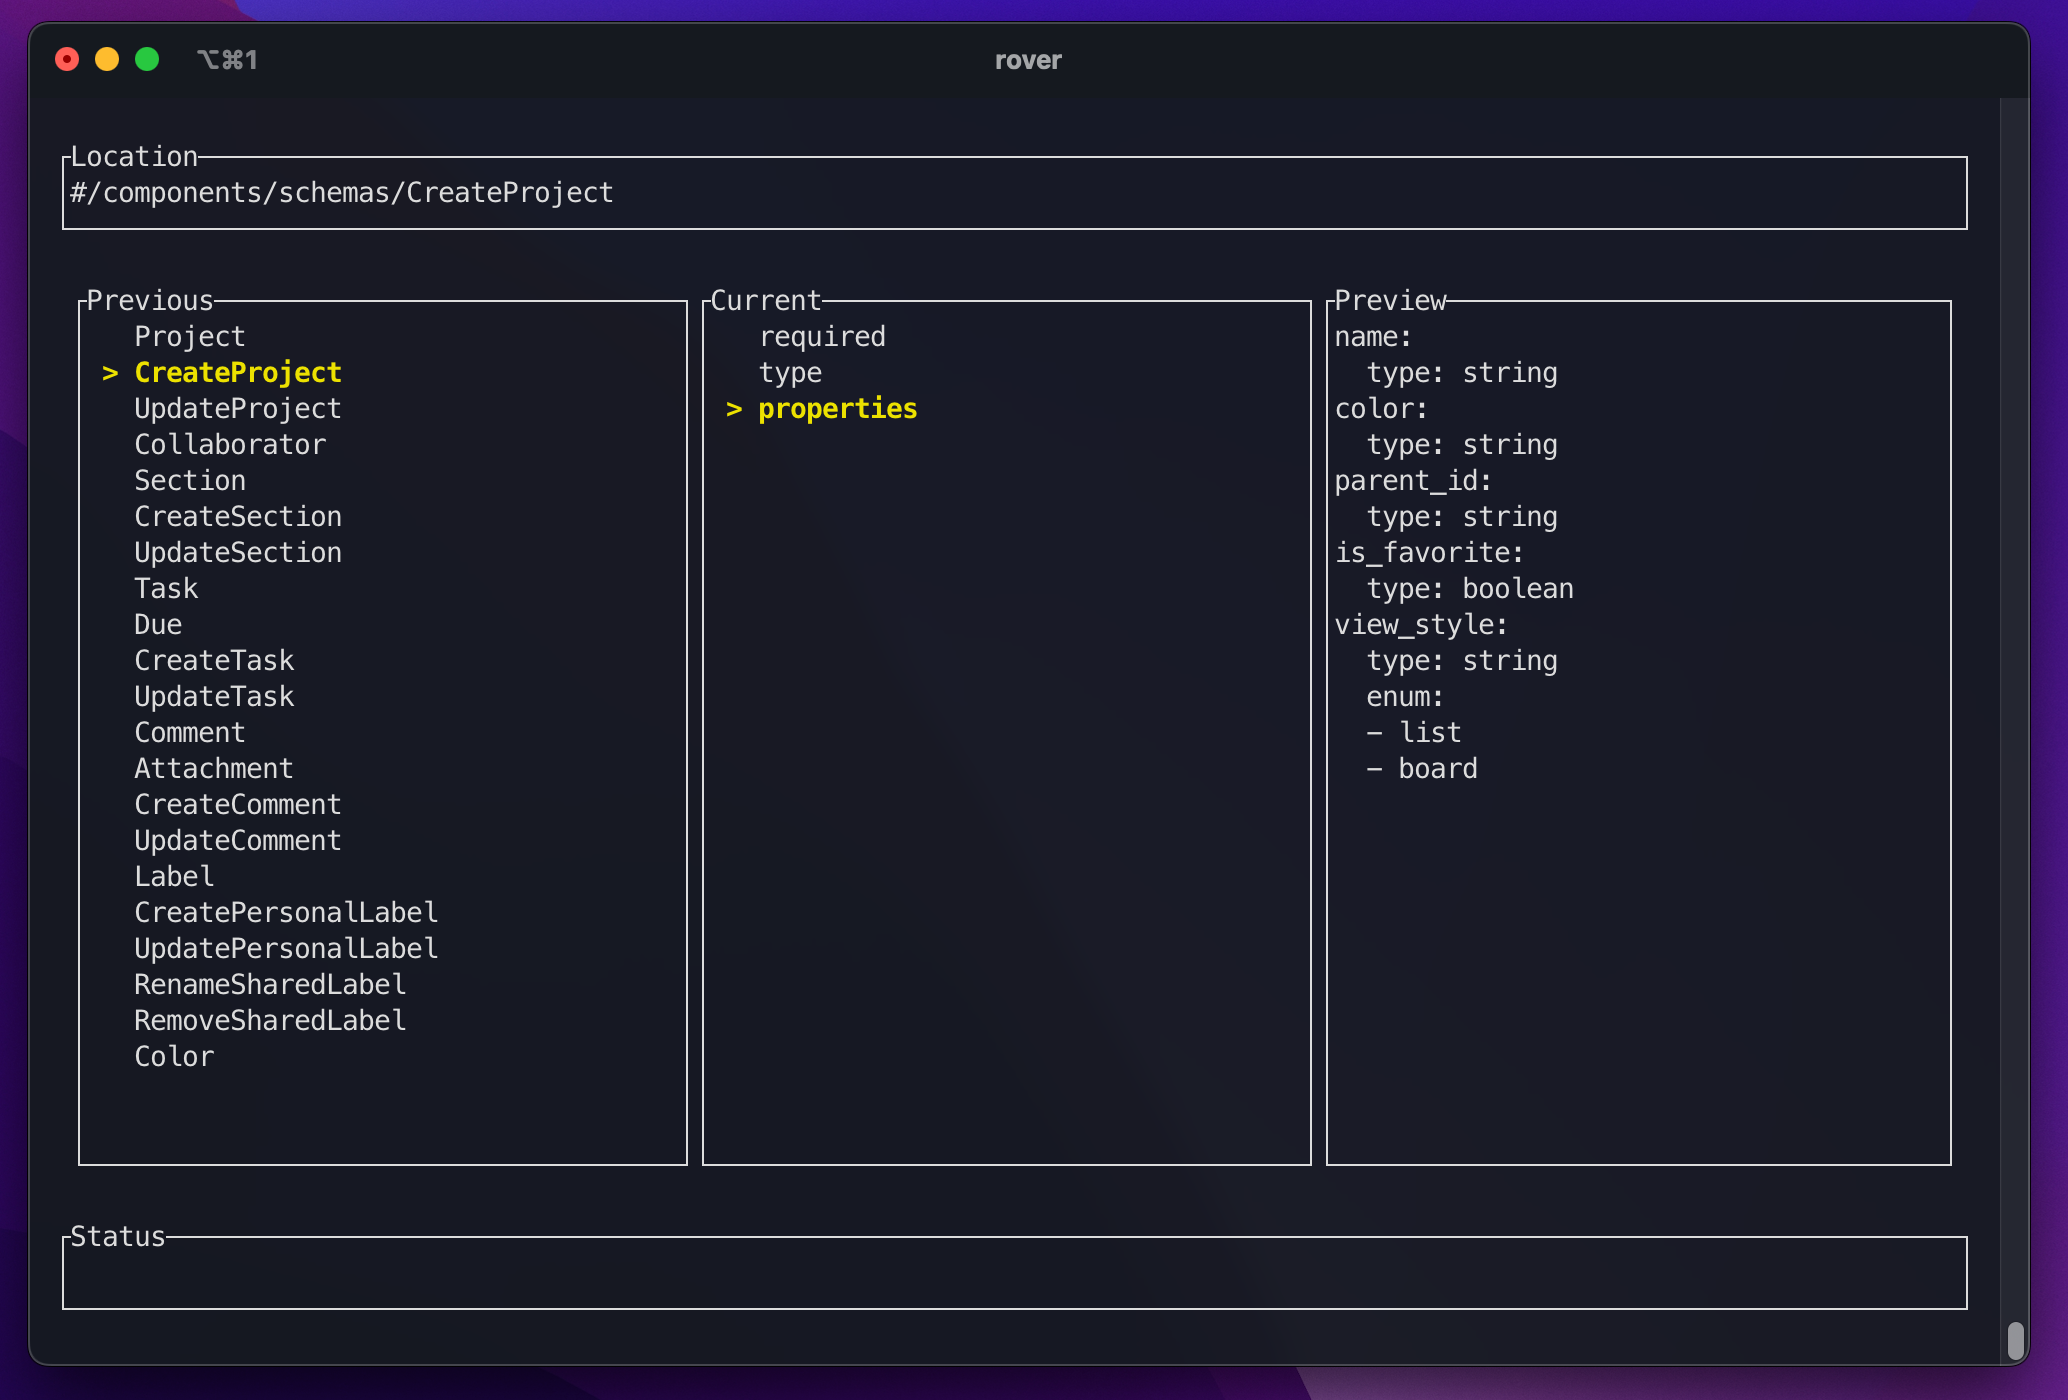 ⌥⌘1
rover
Location
#/components/schemas/CreateProject
Previous
Project
> CreateProject
UpdateProject
Collaborator
Section
CreateSection
UpdateSection
Task
Due
CreateTask
UpdateTask
Comment
Attachment
CreateComment
UpdateComment
Label
CreatePersonalLabel
UpdatePersonalLabel
RenameSharedLabel
RemoveSharedLabel
Color
Current
required
type
> properties
Preview
name:
  type: string
color:
  type: string
parent_id:
  type: string
is_favorite:
  type: boolean
view_style:
  type: string
  enum:
  - list
  - board
Status